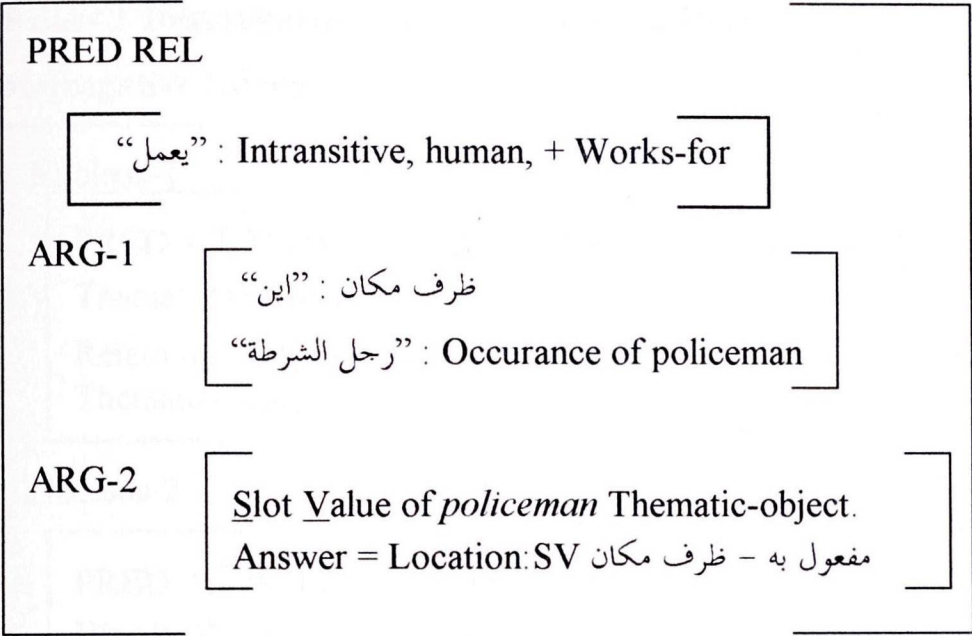 PRED REL
”يعمل“ : Intransitive, human, + Works-for
ARG-1
ظرف مكان : ”اين“
”رجل الشرطة“ : Occurance of policeman
ARG-2
Slot Value of policeman Thematic-object.
Answer = Location:SV مفعول به – ظرف مكان